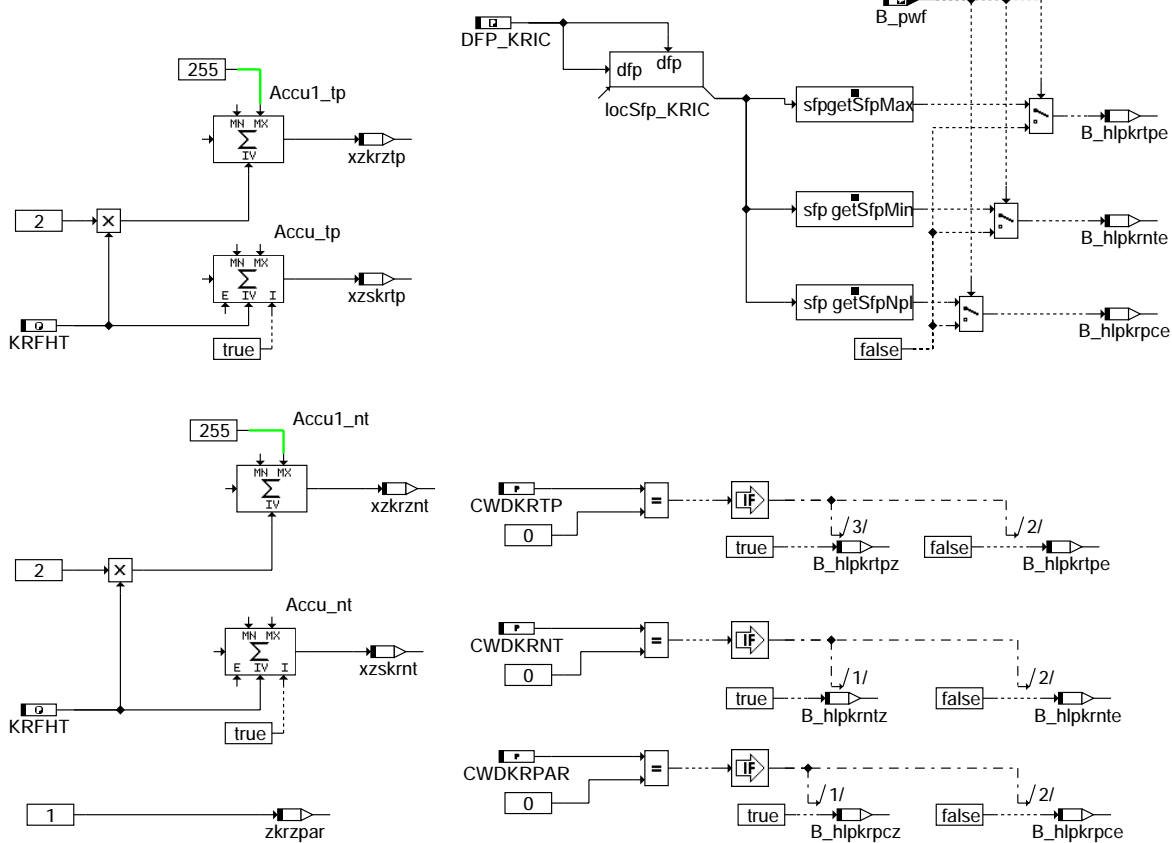 B_pwf
DFP_KRIC
dfp
dfp
locSfp_KRIC
sfpgetSfpMax
B_hlpkrtpe
sfp getSfpMin
B_hlpkrnte
sfp getSfpNpl
B_hlpkrpce
false
255
Accu1_tp
MN MX
IV
xzkrztp
2
Accu_tp
MN MX
E IV I
xzskrtp
KRFHT
true
255
Accu1_nt
MN MX
IV
xzkrznt
2
Accu_nt
MN MX
E IV I
xzskrnt
KRFHT
true
1
zkrzpar
P
CWDKRTP
0
=
IF
/3/
/2/
true
B_hlpkrtpz
false
B_hlpkrtpe
P
CWDKRNT
0
=
IF
/1/
/2/
true
B_hlpkrntz
false
B_hlpkrnte
P
CWDKRPAR
0
=
IF
/1/
/2/
true
B_hlpkrpcz
false
B_hlpkrpce